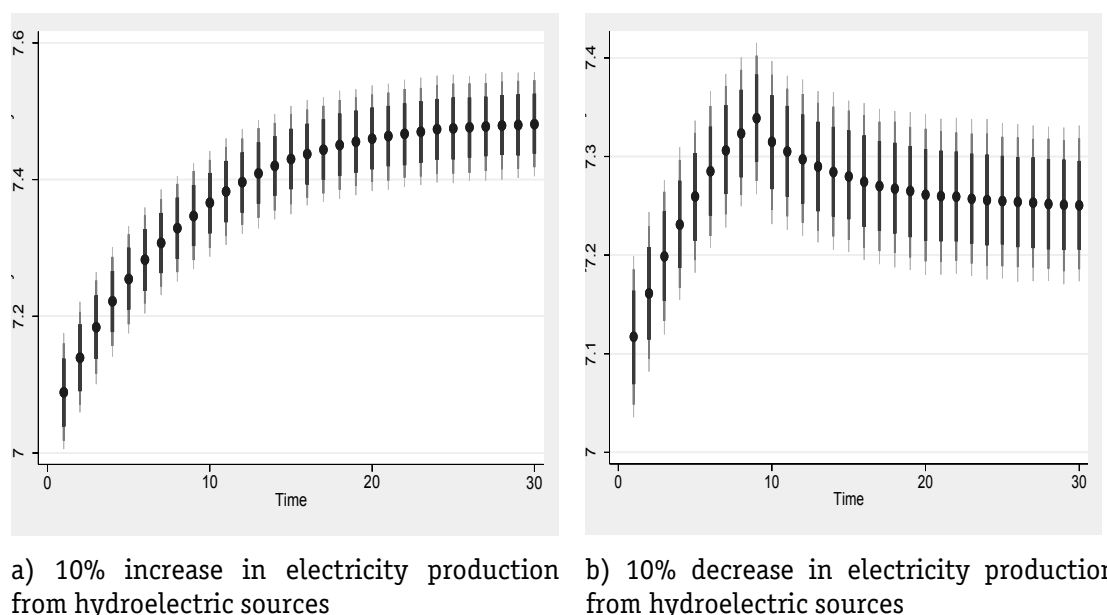 7.6
7.4
7.2
7
0
10
20
30
Time
7.4
7.3
7.2
7.1
7
0
10
20
30
Time
a) 10% increase in electricity production
from hydroelectric sources
b) 10% decrease in electricity production
from hydroelectric sources